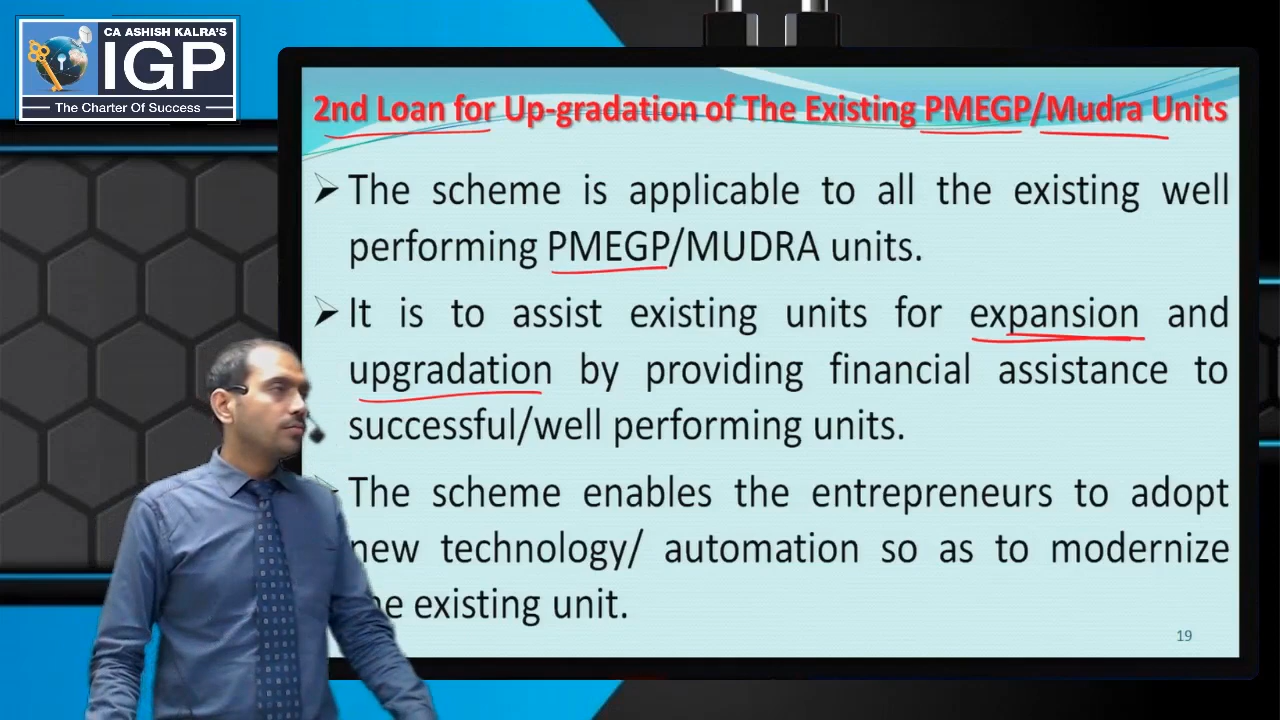 CA ASHISH KALRA'S
IGP
The Charter Of Success
2nd Loan for Up-gradation of The Existing PMEGP/Mudra Units
The scheme is applicable to all the existing well
performing PMEGP/MUDRA units.
It is to assist existing units for expansion and
upgradation by providing financial assistance to
successful/well performing units.
The scheme enables the entrepreneurs to adopt
new technology/ automation so as to modernize
existing unit.
19